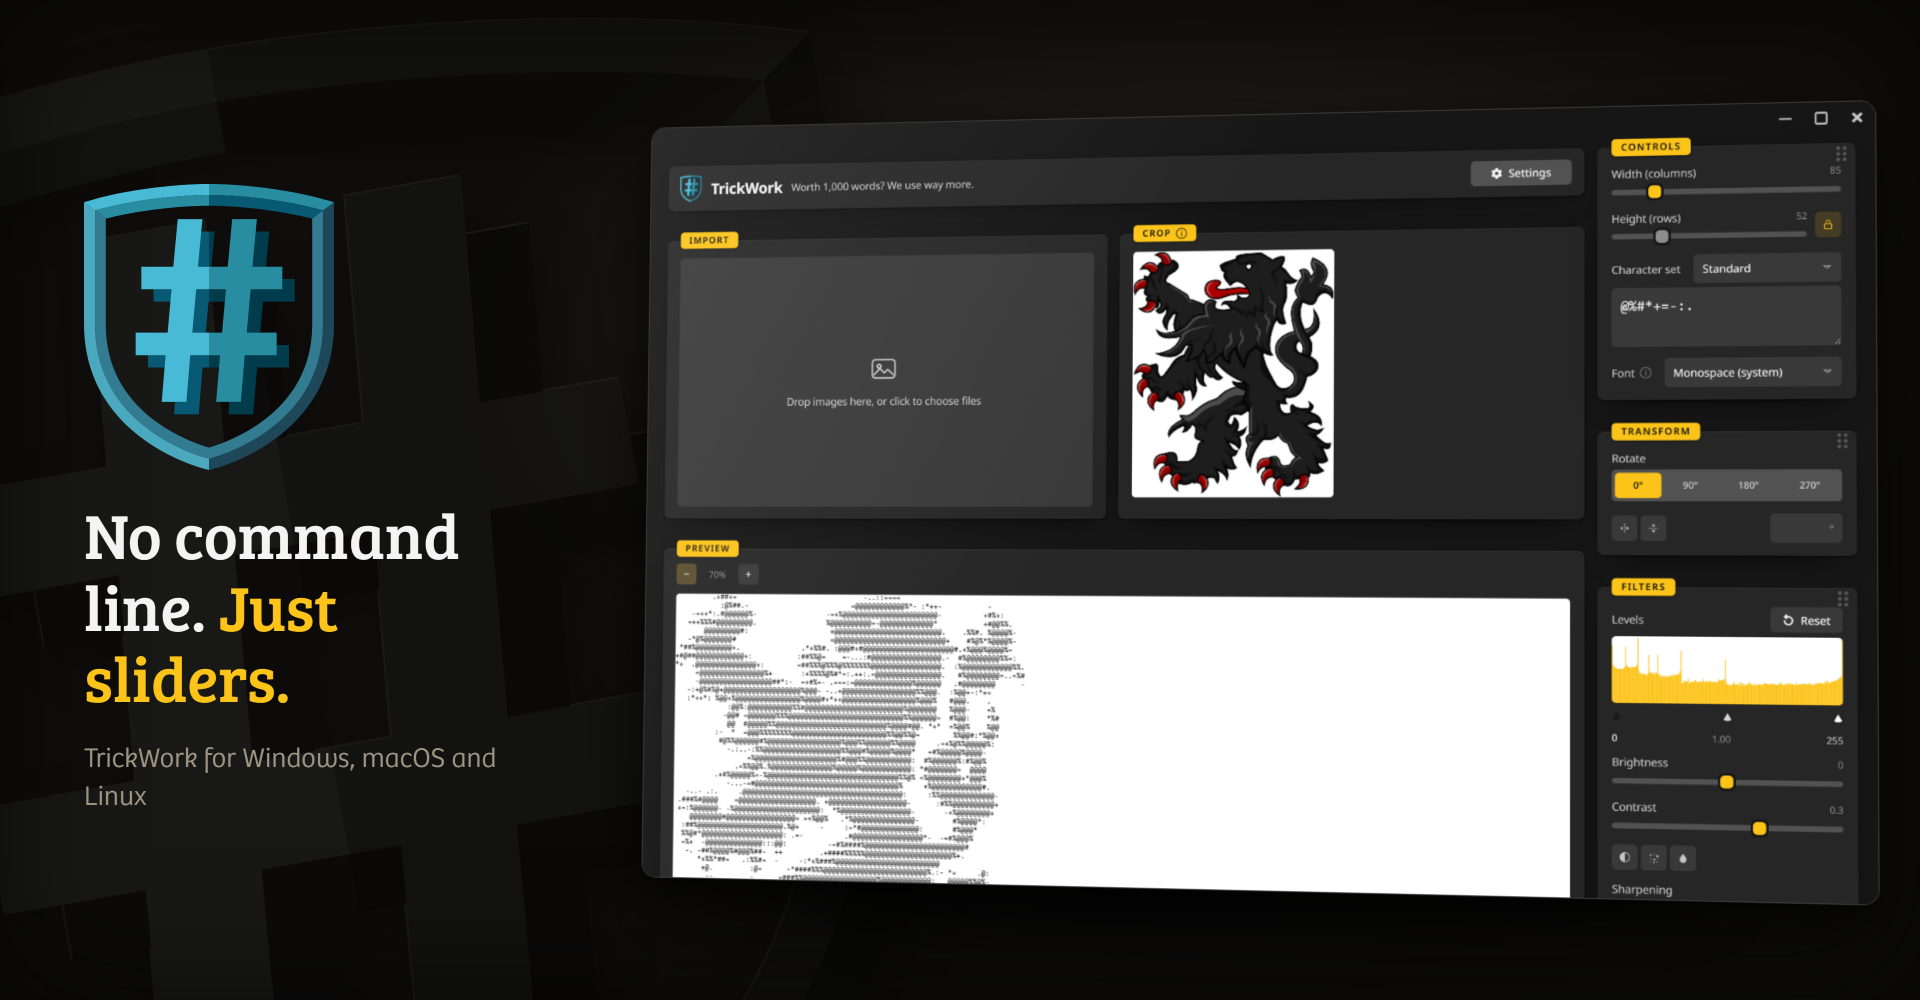 #
No command
line. Just
sliders.
TrickWork for Windows, macOS and
Linux
TrickWork Worth 1,000 words? We use way more.
Settings
IMPORT
Drop images here, or click to choose files
CROP
PREVIEW
− 70% +
CONTROLS
Width (columns) 85
Height (rows) 52
Character set Standard
@%#*+=-:.
Font Monospace (system)
TRANSFORM
Rotate
0° 90° 180° 270°
°
FILTERS
Levels Reset
0 1.00 255
Brightness 0
Contrast 0.3
Sharpening